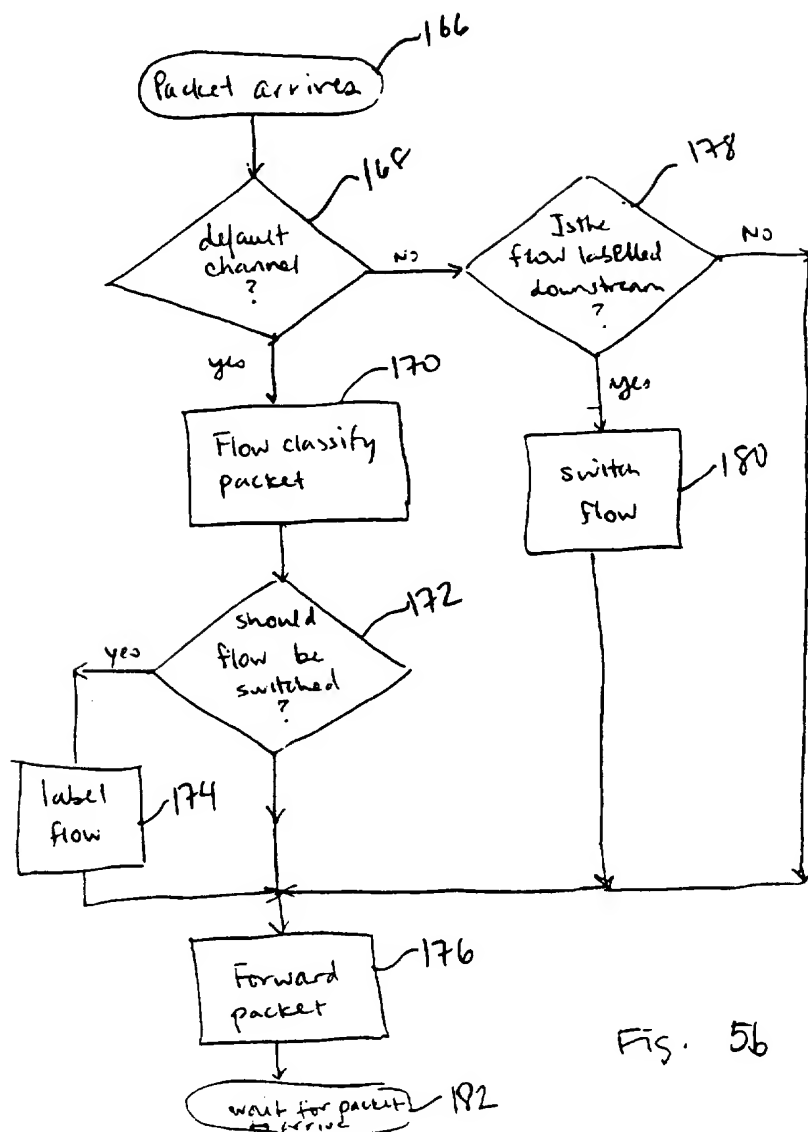 166
Packet arrives
168
default
channel
?
No
178
Is the
flow labelled
downstream
?
No
yes
170
Flow classify
packet
yes
switch
flow
180
172
should
flow be
switched
?
yes
label
flow
174
Forward
packet
176
Fig. 5b
wait for packet
to arrive
182